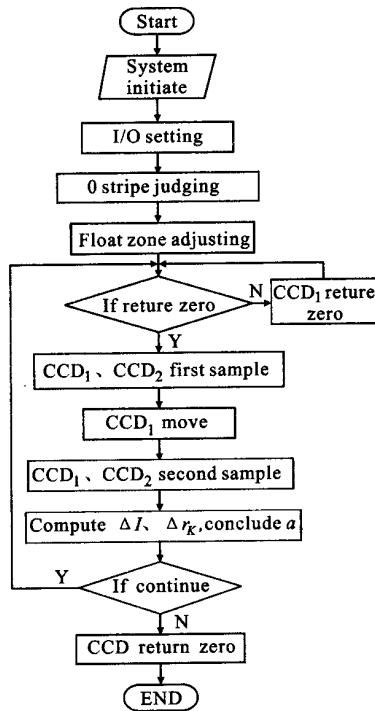 Start
System
initiate
I/O setting
0 stripe judging
Float zone adjusting
If reture zero
N
CCD₁ reture
zero
Y
CCD₁、CCD₂ first sample
CCD₁ move
CCD₁、CCD₂ second sample
Compute ΔI、Δr_K,conclude a
Y
If continue
N
CCD return zero
END